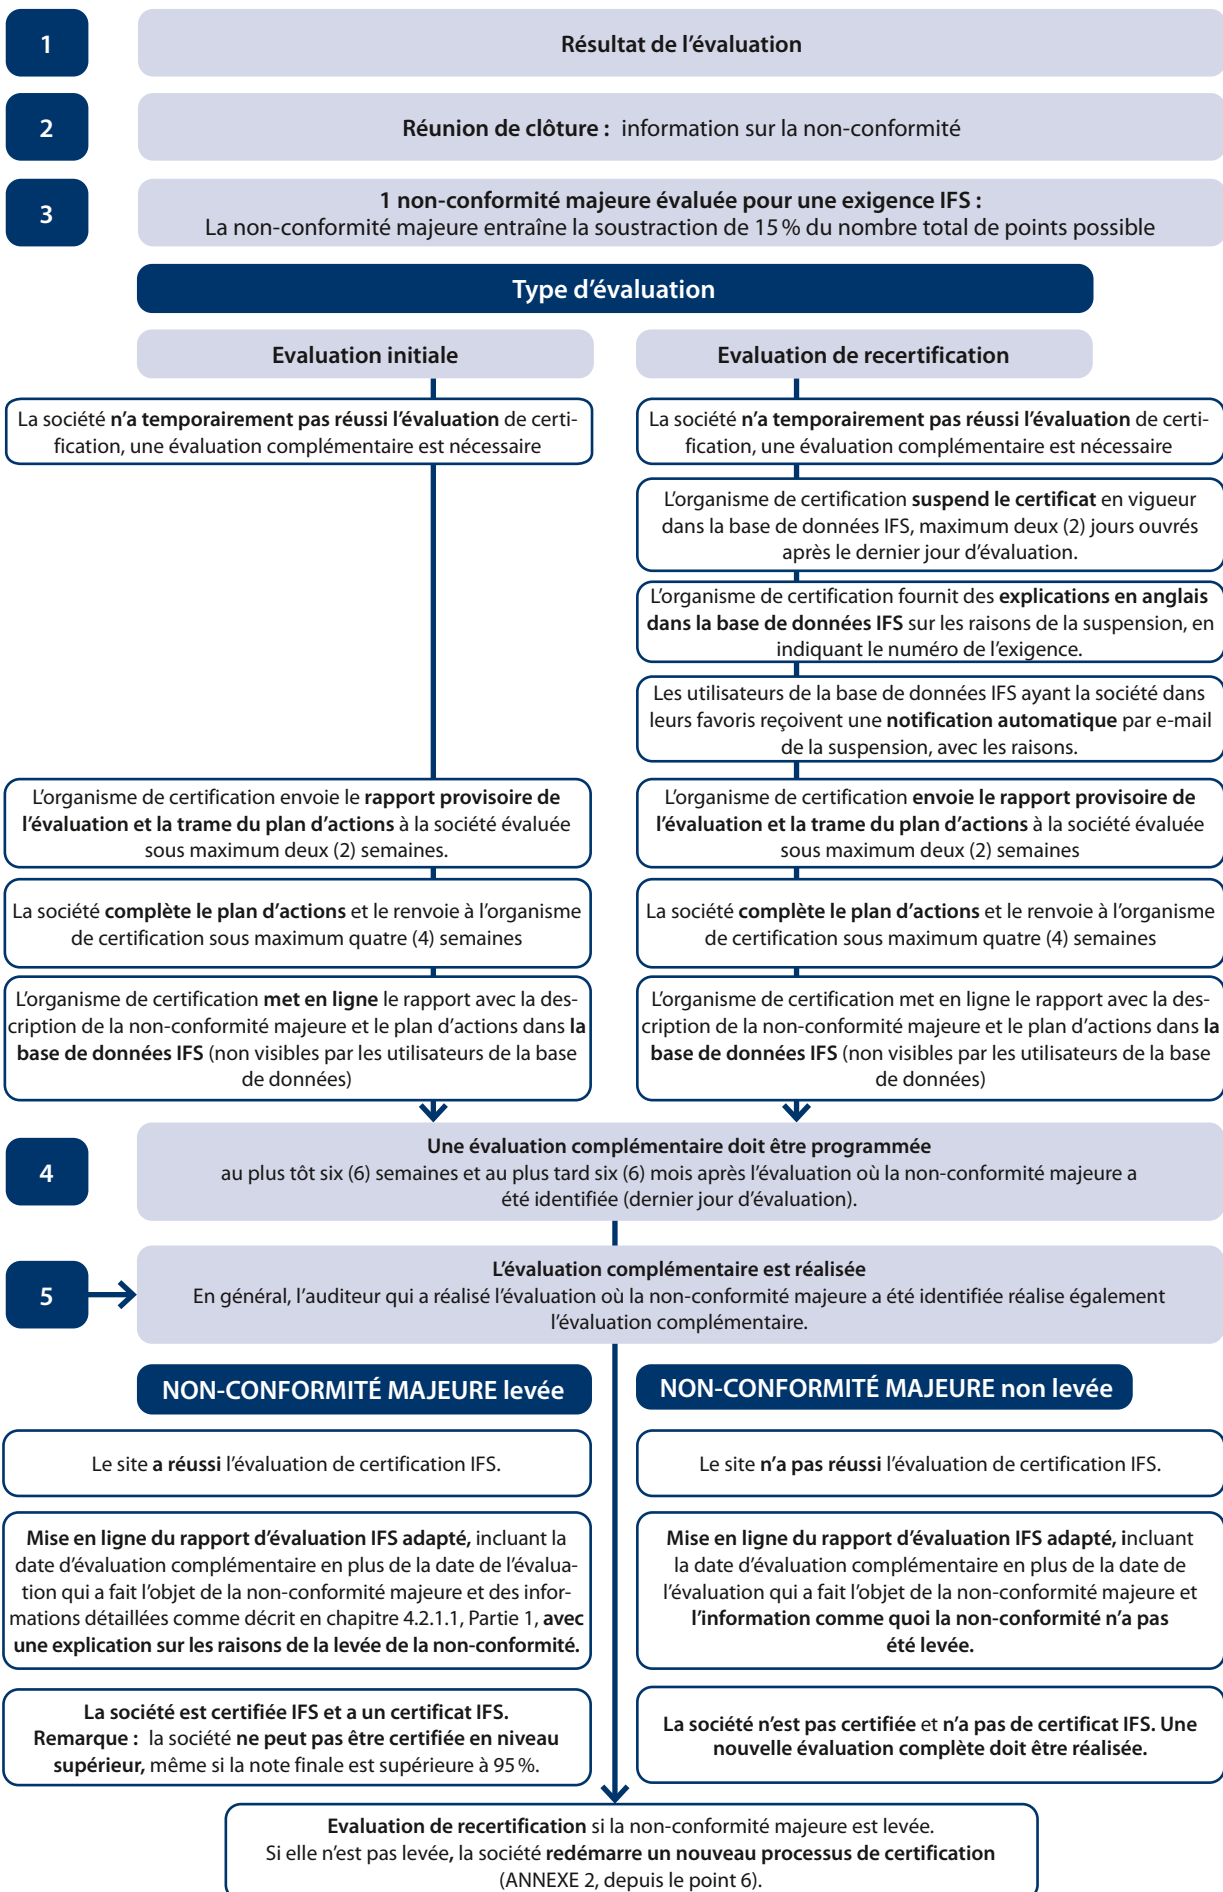 1
Résultat de l'évaluation
2
Réunion de clôture : information sur la non-conformité
3
1 non-conformité majeure évaluée pour une exigence IFS :
La non-conformité majeure entraîne la soustraction de 15 % du nombre total de points possible
Type d'évaluation
Evaluation initiale
La société n'a temporairement pas réussi l'évaluation de certi-
fication, une évaluation complémentaire est nécessaire
L'organisme de certification envoie le rapport provisoire de
l'évaluation et la trame du plan d'actions à la société évaluée
sous maximum deux (2) semaines.
La société complète le plan d'actions et le renvoie à l'organisme
de certification sous maximum quatre (4) semaines
L'organisme de certification met en ligne le rapport avec la des-
cription de la non-conformité majeure et le plan d'actions dans la
base de données IFS (non visibles par les utilisateurs de la base
de données)
Evaluation de recertification
La société n'a temporairement pas réussi l'évaluation de certi-
fication, une évaluation complémentaire est nécessaire
L'organisme de certification suspend le certificat en vigueur
dans la base de données IFS, maximum deux (2) jours ouvrés
après le dernier jour d'évaluation.
L'organisme de certification fournit des explications en anglais
dans la base de données IFS sur les raisons de la suspension, en
indiquant le numéro de l'exigence.
Les utilisateurs de la base de données IFS ayant la société dans
leurs favoris reçoivent une notification automatique par e-mail
de la suspension, avec les raisons.
L'organisme de certification envoie le rapport provisoire de
l'évaluation et la trame du plan d'actions à la société évaluée
sous maximum deux (2) semaines
La société complète le plan d'actions et le renvoie à l'organisme
de certification sous maximum quatre (4) semaines
L'organisme de certification met en ligne le rapport avec la des-
cription de la non-conformité majeure et le plan d'actions dans la
base de données IFS (non visibles par les utilisateurs de la base
de données)
4
Une évaluation complémentaire doit être programmée
au plus tôt six (6) semaines et au plus tard six (6) mois après l'évaluation où la non-conformité majeure a
été identifiée (dernier jour d'évaluation).
5
L'évaluation complémentaire est réalisée
En général, l'auditeur qui a réalisé l'évaluation où la non-conformité majeure a été identifiée réalise également
l'évaluation complémentaire.
NON-CONFORMITÉ MAJEURE levée
Le site a réussi l'évaluation de certification IFS.
Mise en ligne du rapport d'évaluation IFS adapté, incluant la
date d'évaluation complémentaire en plus de la date de l'évalua-
tion qui a fait l'objet de la non-conformité majeure et des infor-
mations détaillées comme décrit en chapitre 4.2.1.1, Partie 1, avec
une explication sur les raisons de la levée de la non-conformité.
La société est certifiée IFS et a un certificat IFS.
Remarque : la société ne peut pas être certifiée en niveau
supérieur, même si la note finale est supérieure à 95 %.
NON-CONFORMITÉ MAJEURE non levée
Le site n'a pas réussi l'évaluation de certification IFS.
Mise en ligne du rapport d'évaluation IFS adapté, incluant
la date d'évaluation complémentaire en plus de la date de
l'évaluation qui a fait l'objet de la non-conformité majeure et
l'information comme quoi la non-conformité n'a pas
été levée.
La société n'est pas certifiée et n'a pas de certificat IFS. Une
nouvelle évaluation complète doit être réalisée.
Evaluation de recertification si la non-conformité majeure est levée.
Si elle n'est pas levée, la société redémarre un nouveau processus de certification
(ANNEXE 2, depuis le point 6).